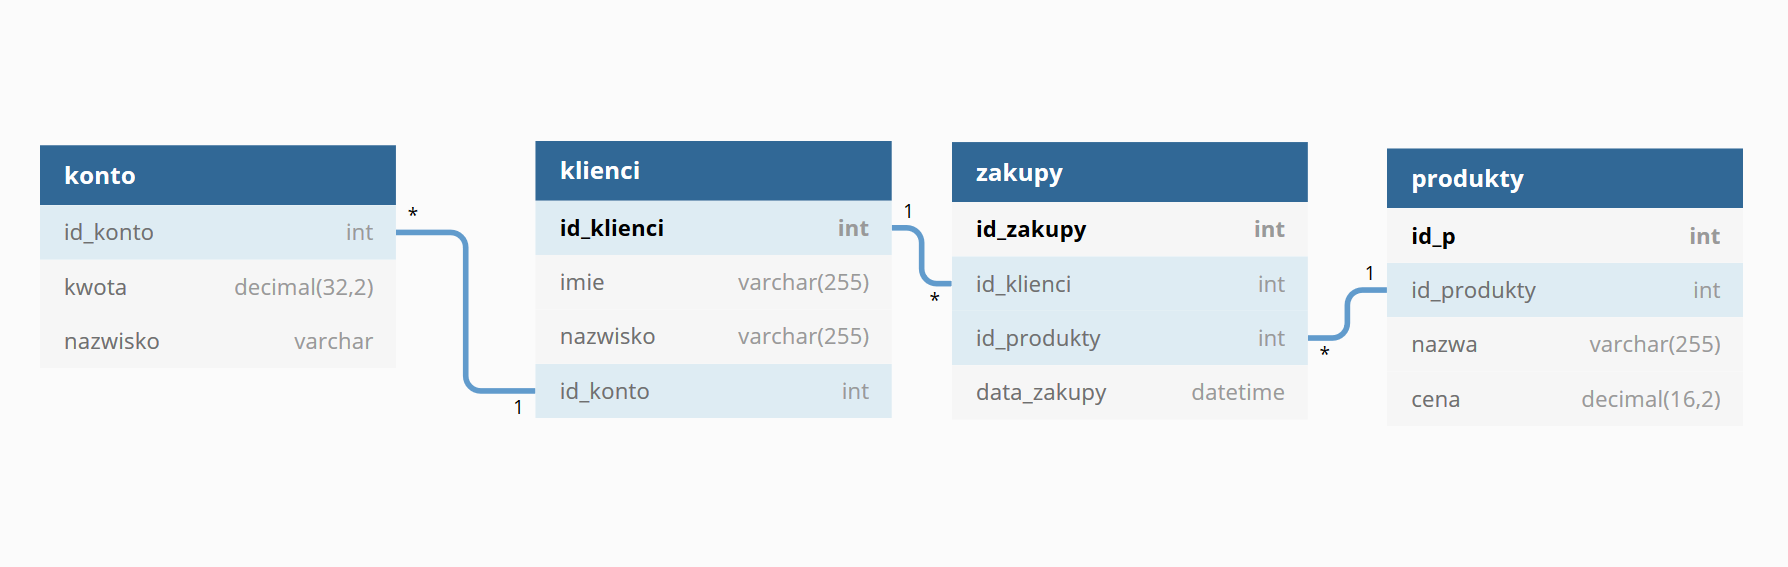 konto
id_konto int
kwota decimal(32,2)
nazwisko varchar
*
1
klienci
id_klienci int
imie varchar(255)
nazwisko varchar(255)
id_konto int
1
*
zakupy
id_zakupy int
id_klienci int
id_produkty int
data_zakupy datetime
1
*
produkty
id_p int
id_produkty int
nazwa varchar(255)
cena decimal(16,2)